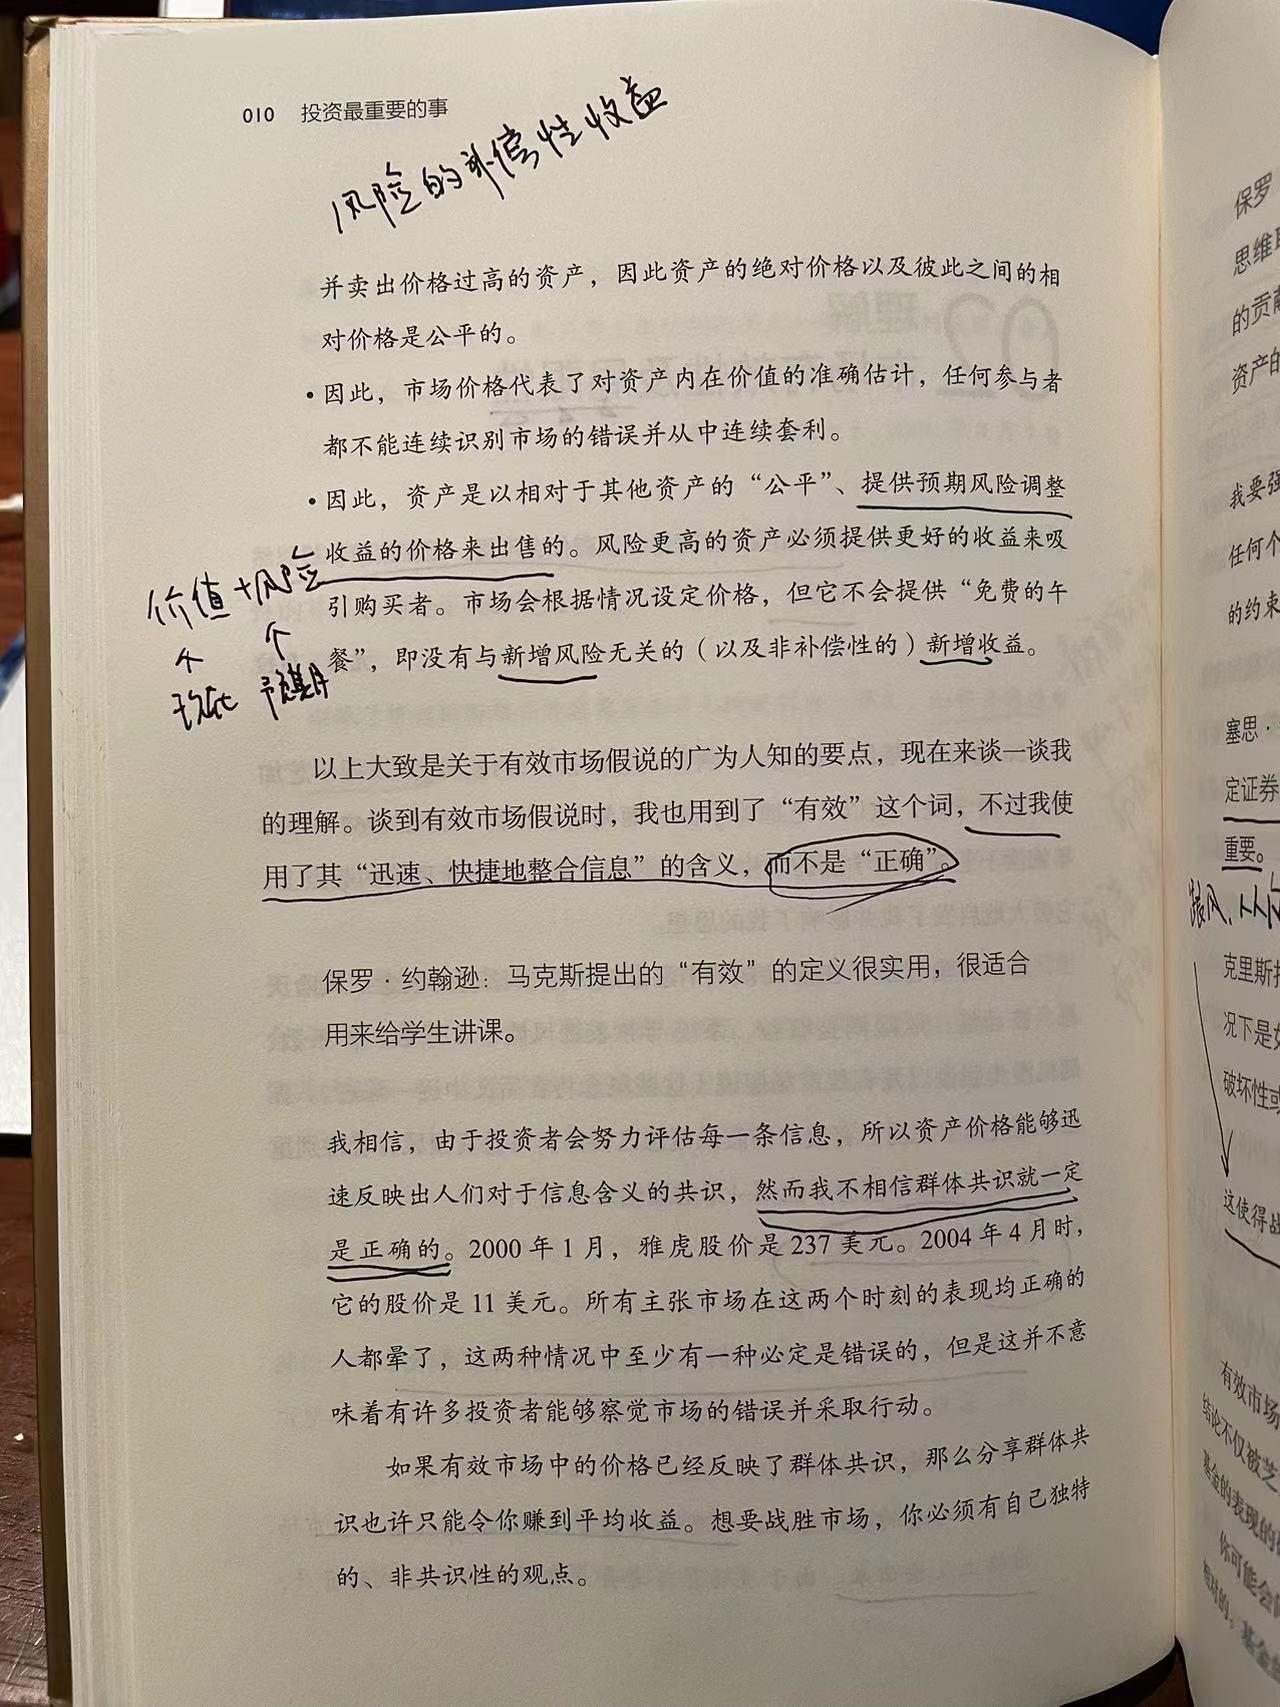 010 投资最重要的事
风险的补偿性收益
并卖出价格过高的资产，因此资产的绝对价格以及彼此之间的相
对价格是公平的。
• 因此，市场价格代表了对资产内在价值的准确估计，任何参与者
都不能连续识别市场的错误并从中连续套利。
• 因此，资产是以相对于其他资产的“公平”、提供预期风险调整
收益的价格来出售的。风险更高的资产必须提供更好的收益来吸
引购买者。市场会根据情况设定价格，但它不会提供“免费的午
餐”，即没有与新增风险无关的（以及非补偿性的）新增收益。
价值+风险
↑ ↑
现在 预期
以上大致是关于有效市场假说的广为人知的要点，现在来谈一谈我
的理解。谈到有效市场假说时，我也用到了“有效”这个词，不过我使
用了其“迅速、快捷地整合信息”的含义，而不是“正确”。
保罗·约翰逊：马克斯提出的“有效”的定义很实用，很适合
用来给学生讲课。
我相信，由于投资者会努力评估每一条信息，所以资产价格能够迅
速反映出人们对于信息含义的共识，然而我不相信群体共识就一定
是正确的。2000 年 1 月，雅虎股价是 237 美元。2004 年 4 月时，
它的股价是 11 美元。所有主张市场在这两个时刻的表现均正确的
人都晕了，这两种情况中至少有一种必定是错误的，但是这并不意
味着有许多投资者能够察觉市场的错误并采取行动。
如果有效市场中的价格已经反映了群体共识，那么分享群体共
识也许只能令你赚到平均收益。想要战胜市场，你必须有自己独特
的、非共识性的观点。
保罗
思维
的贡献
资产的
我要强
任何个
的约束
塞思·
定证券
重要。
克里斯
况下是
破坏性或
这使得战
有效市场
结论不仅被芝
基金的表现的
你可能会
相对的。基金